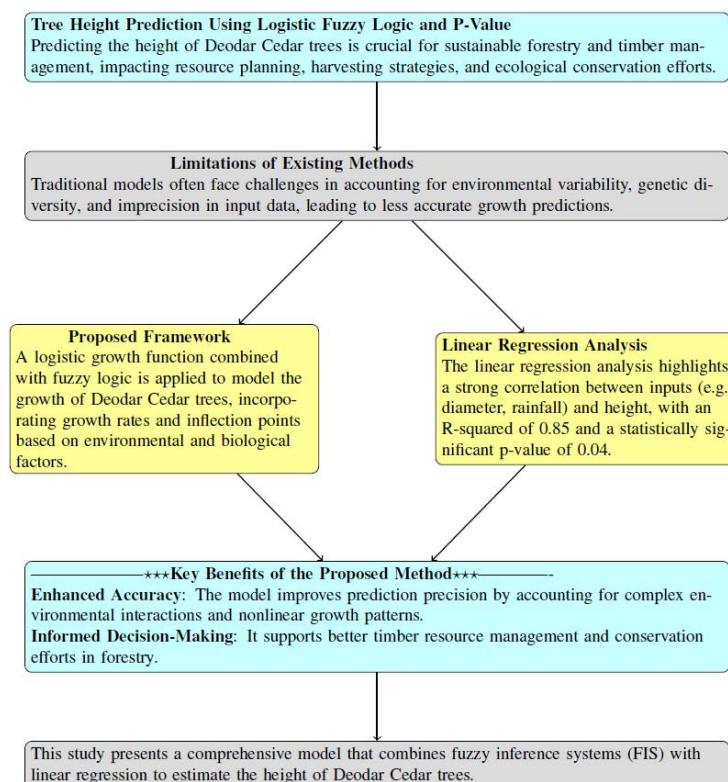 Tree Height Prediction Using Logistic Fuzzy Logic and P-Value
Predicting the height of Deodar Cedar trees is crucial for sustainable forestry and timber man-
agement, impacting resource planning, harvesting strategies, and ecological conservation efforts.
Limitations of Existing Methods
Traditional models often face challenges in accounting for environmental variability, genetic di-
versity, and imprecision in input data, leading to less accurate growth predictions.
Proposed Framework
A logistic growth function combined
with fuzzy logic is applied to model the
growth of Deodar Cedar trees, incorpo-
rating growth rates and inflection points
based on environmental and biological
factors.
Linear Regression Analysis
The linear regression analysis highlights
a strong correlation between inputs (e.g.
diameter, rainfall) and height, with an
R-squared of 0.85 and a statistically sig-
nificant p-value of 0.04.
——————⋆⋆⋆Key Benefits of the Proposed Method⋆⋆⋆————-
Enhanced Accuracy: The model improves prediction precision by accounting for complex en-
vironmental interactions and nonlinear growth patterns.
Informed Decision-Making: It supports better timber resource management and conservation
efforts in forestry.
This study presents a comprehensive model that combines fuzzy inference systems (FIS) with
linear regression to estimate the height of Deodar Cedar trees.